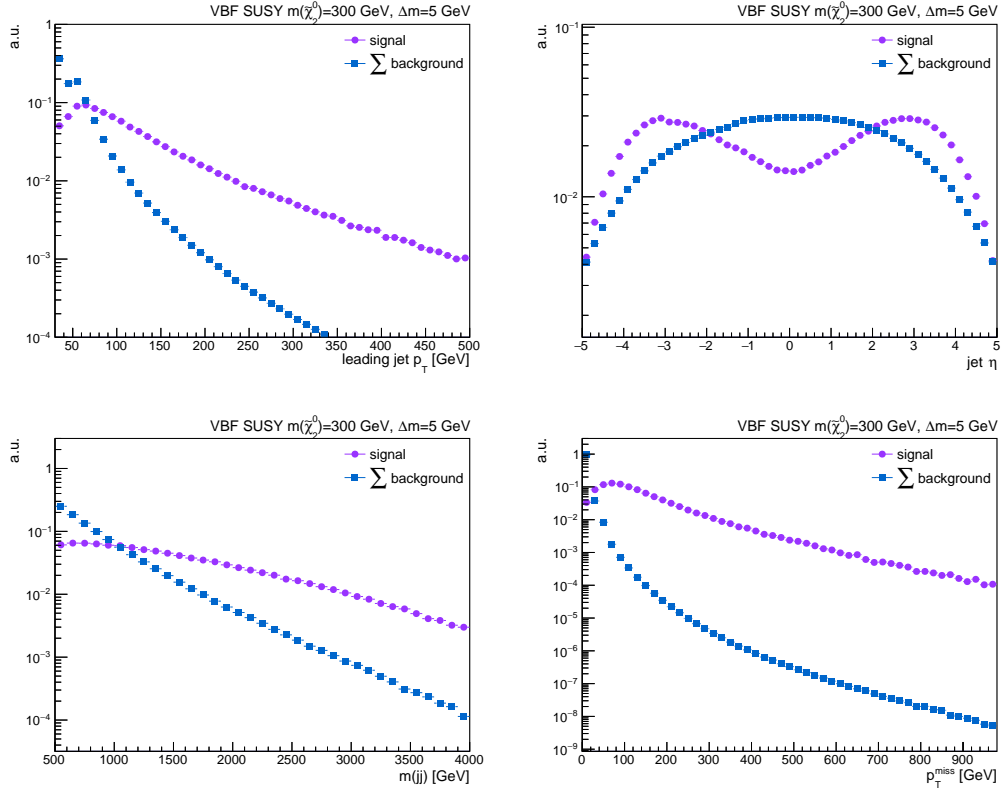 VBF SUSY m(χ̃⁰₂)=300 GeV, Δm=5 GeV
a.u.
1
signal
∑ background
10⁻¹
10⁻²
10⁻³
10⁻⁴
50 100 150 200 250 300 350 400 450 500
leading jet p_T [GeV]
VBF SUSY m(χ̃⁰₂)=300 GeV, Δm=5 GeV
a.u.
10⁻¹
signal
∑ background
10⁻²
−5 −4 −3 −2 −1 0 1 2 3 4 5
jet η
VBF SUSY m(χ̃⁰₂)=300 GeV, Δm=5 GeV
a.u.
signal
1
∑ background
10⁻¹
10⁻²
10⁻³
10⁻⁴
500 1000 1500 2000 2500 3000 3500 4000
m(jj) [GeV]
VBF SUSY m(χ̃⁰₂)=300 GeV, Δm=5 GeV
a.u.
1
signal
∑ background
10⁻¹
10⁻²
10⁻³
10⁻⁴
10⁻⁵
10⁻⁶
10⁻⁷
10⁻⁸
10⁻⁹
0 100 200 300 400 500 600 700 800 900
p_T^miss [GeV]